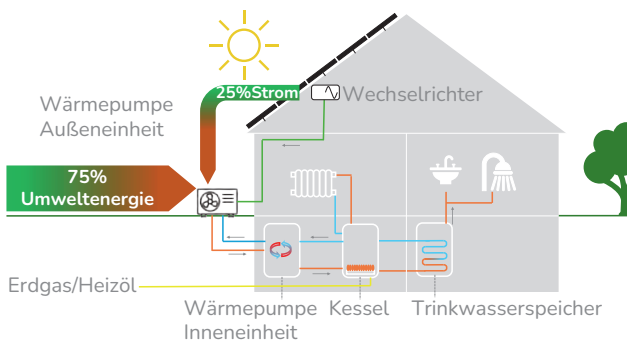 25%Strom
Wechselrichter
Wärmepumpe
Außeneinheit
75%
Umweltenergie
Erdgas/Heizöl
Wärmepumpe
Inneneinheit
Kessel
Trinkwasserspeicher